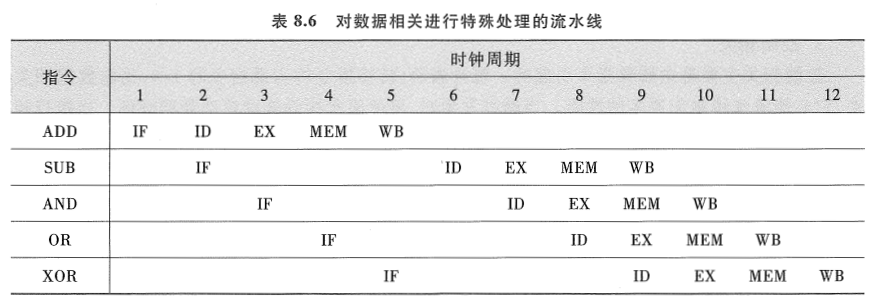 表 8.6 对数据相关进行特殊处理的流水线
指令 时钟周期
1 2 3 4 5 6 7 8 9 10 11 12
ADD IF ID EX MEM WB
SUB IF ID EX MEM WB
AND IF ID EX MEM WB
OR IF ID EX MEM WB
XOR IF ID EX MEM WB